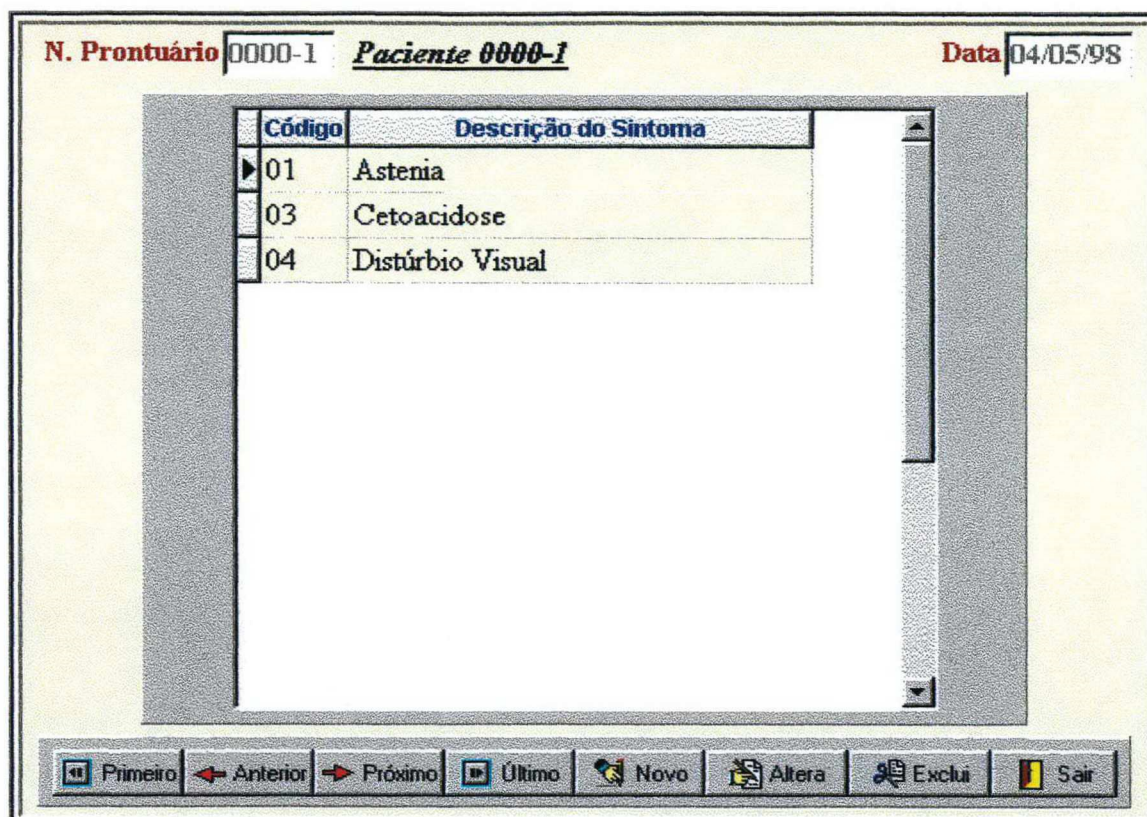 N. Prontuário 0000-1 Paciente 0000-1 Data 04/05/98
Código Descrição do Sintoma
01 Astenia
03 Cetoacidose
04 Distúrbio Visual
Primeiro Anterior Próximo Último Novo Altera Exclui Sair